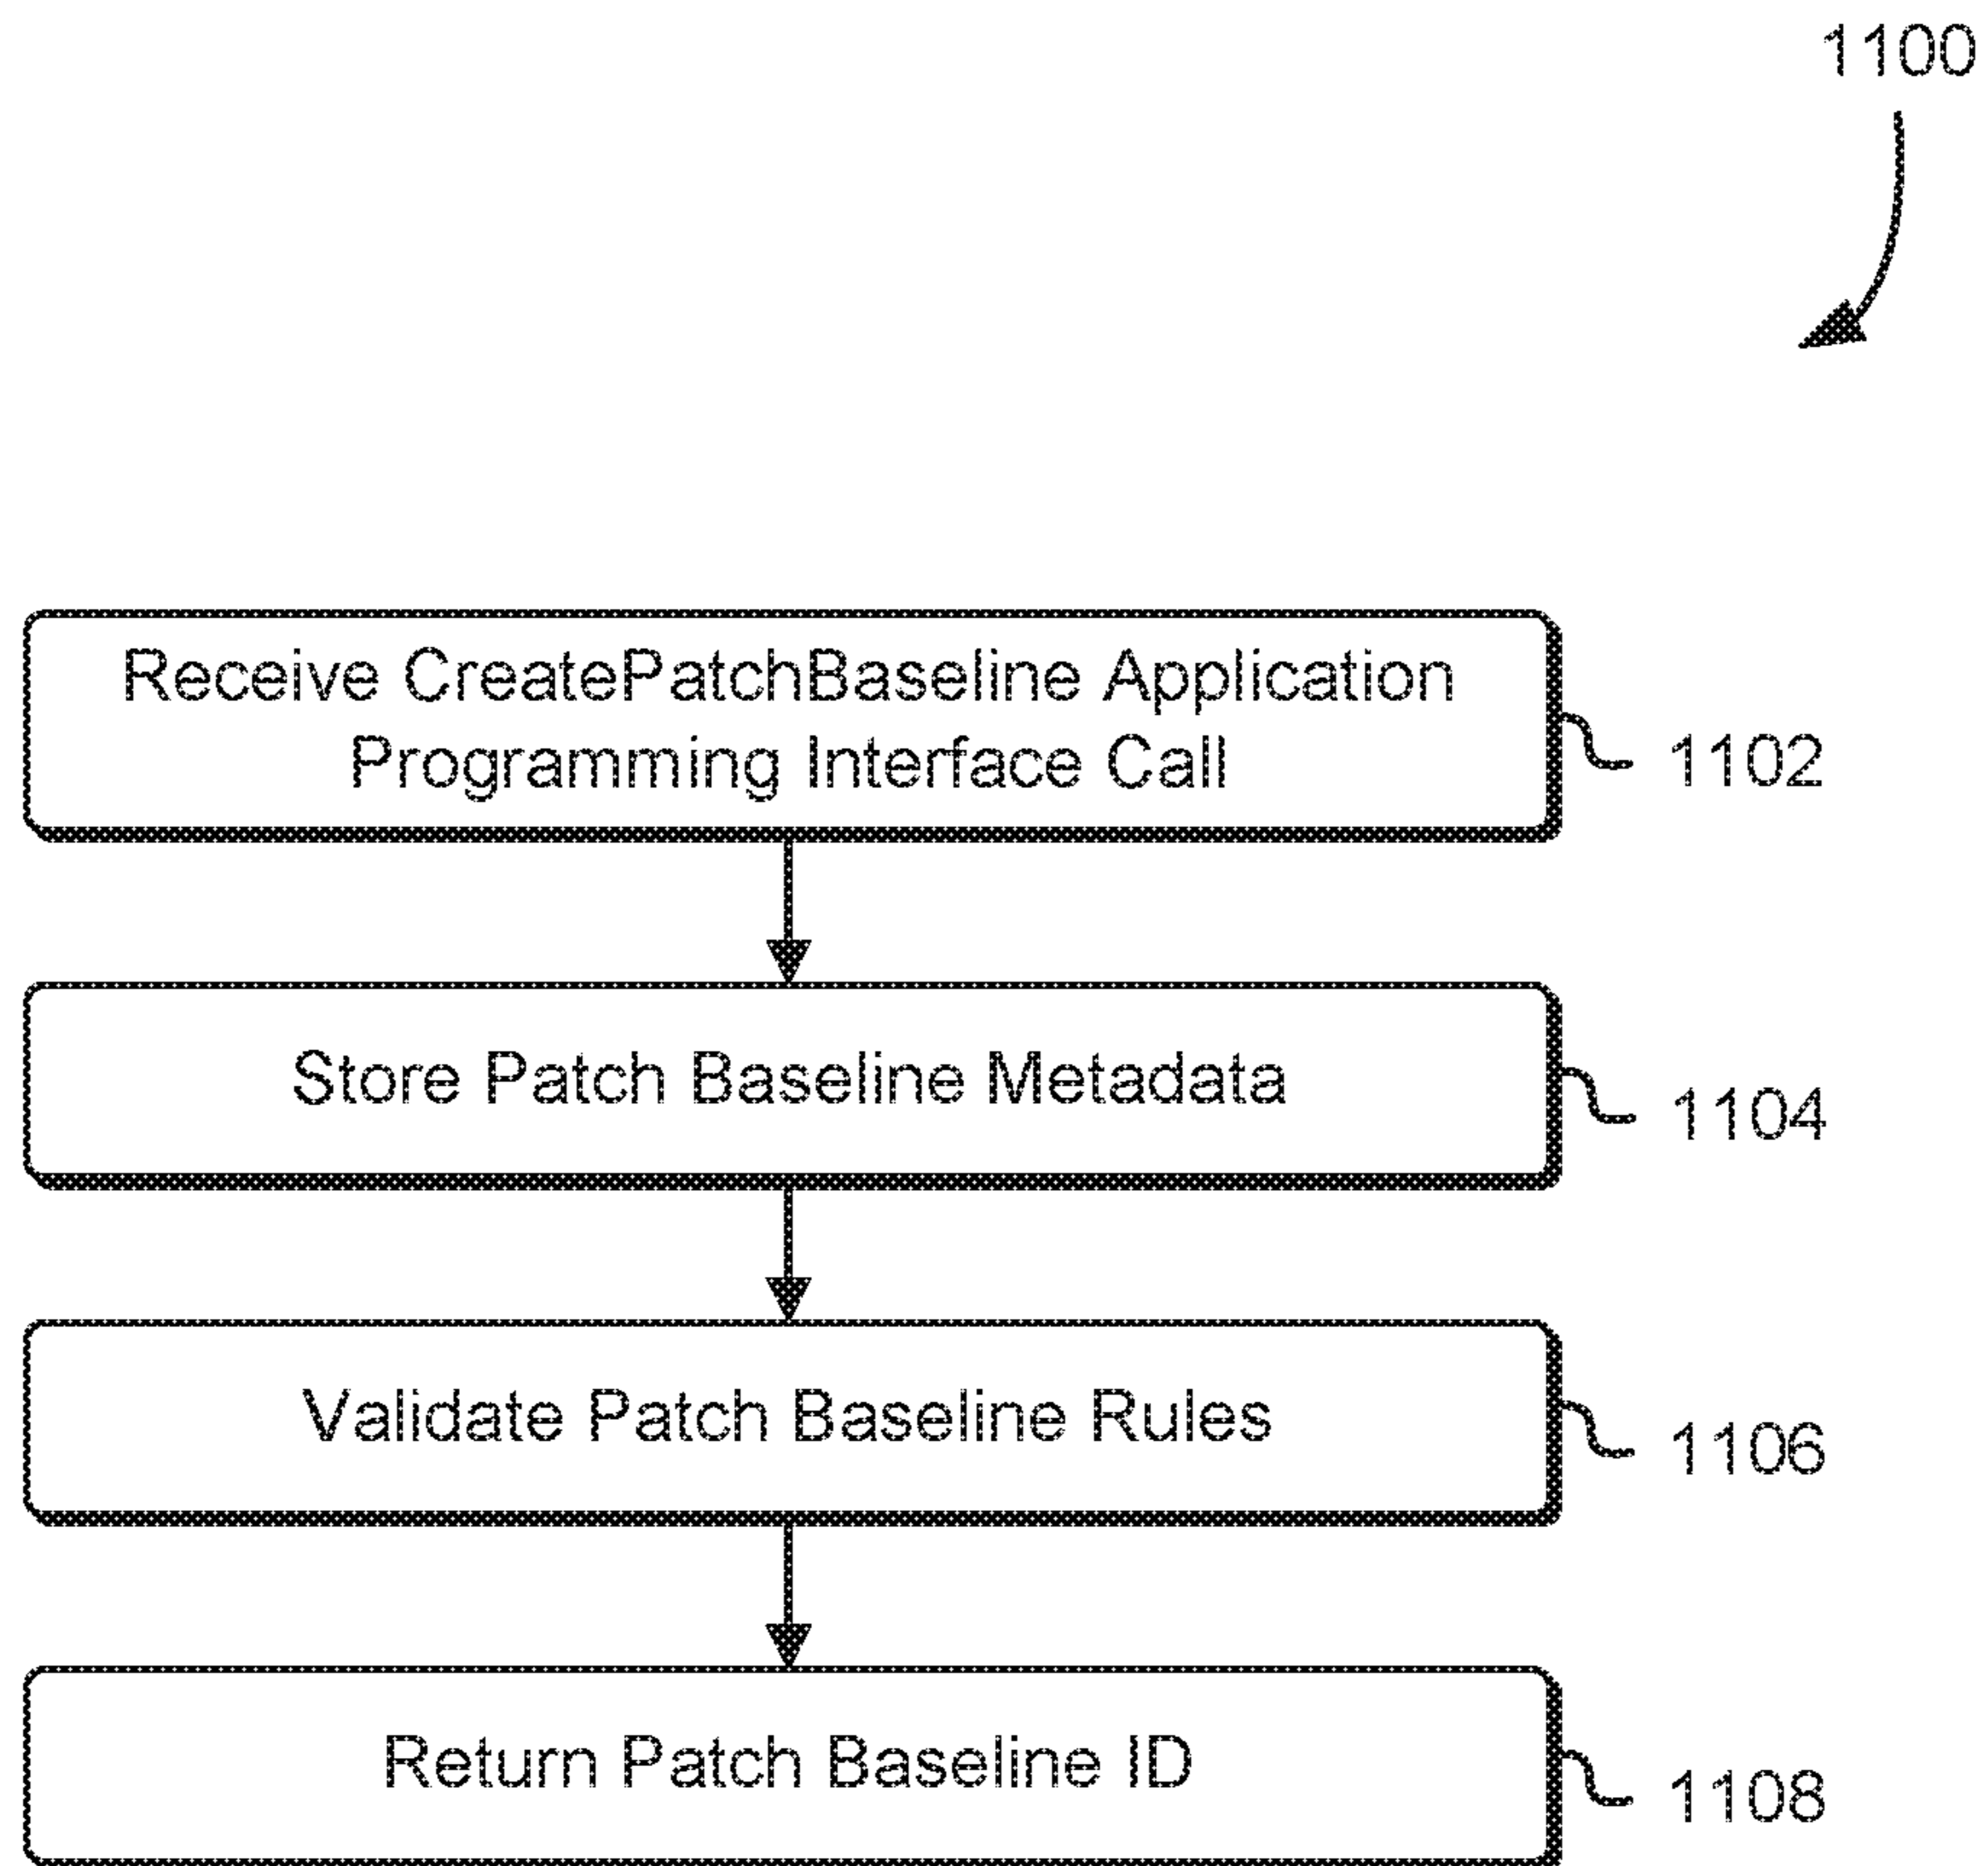 1100
Receive CreatePatchBaseline Application
Programming Interface Call
1102
Store Patch Baseline Metadata
1104
Validate Patch Baseline Rules
1106
Return Patch Baseline ID
1108